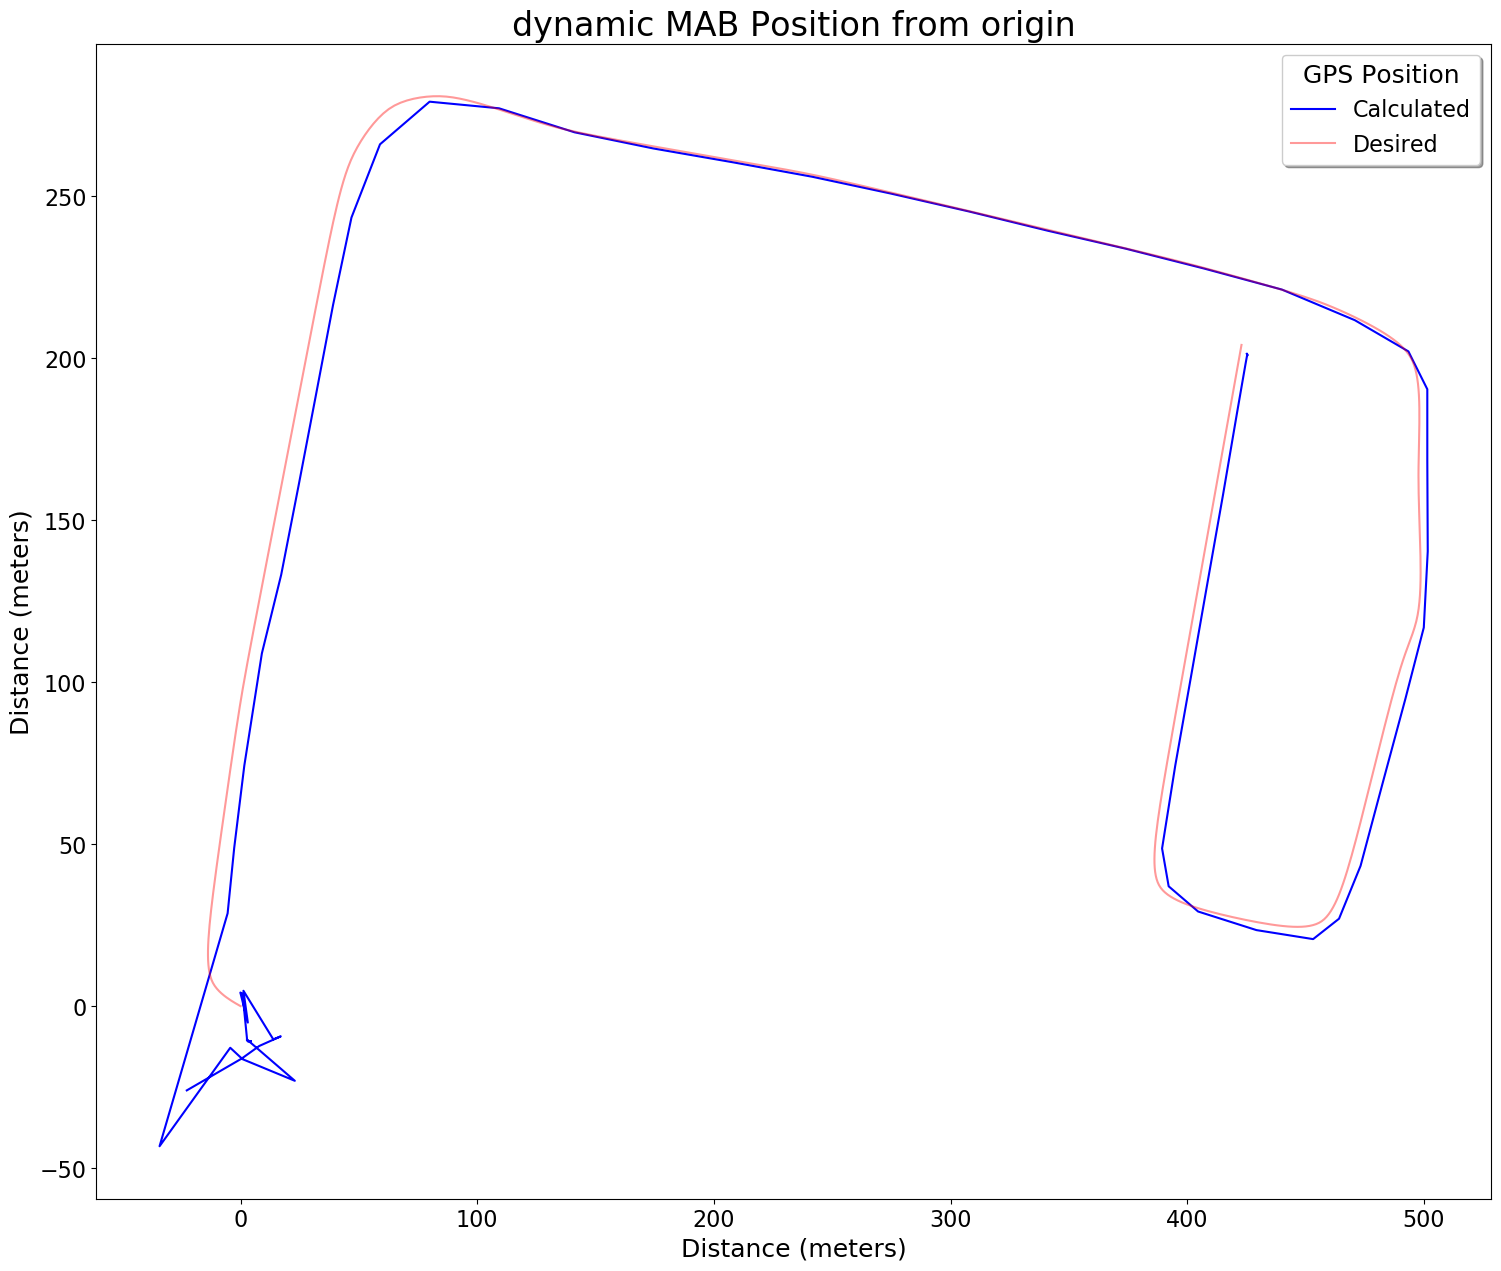 dynamic MAB Position from origin
GPS Position
Calculated
Desired
250
200
150
100
50
0
−50
Distance (meters)
0 100 200 300 400 500
Distance (meters)